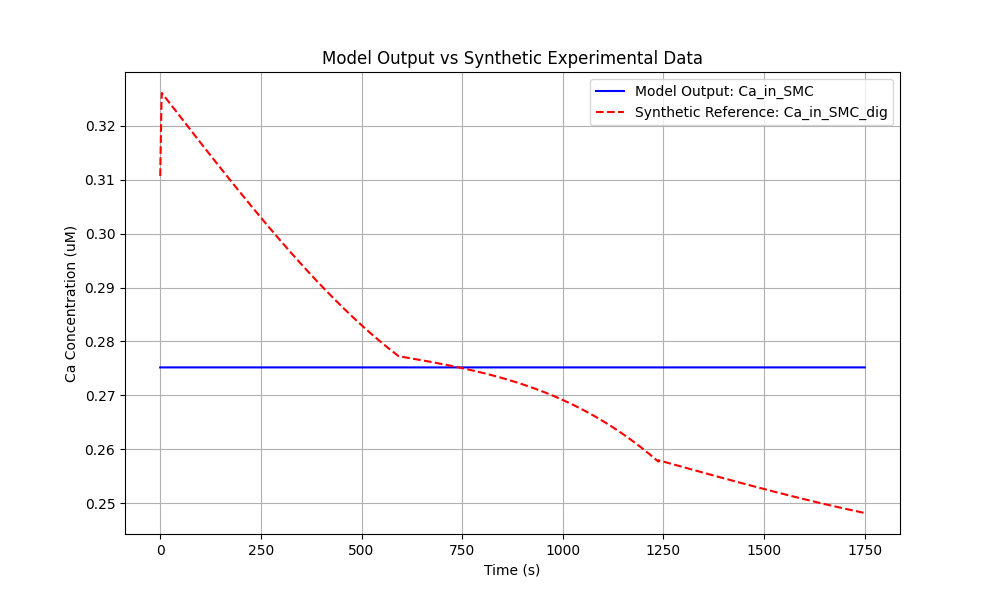 Model Output vs Synthetic Experimental Data
Model Output: Ca_in_SMC
Synthetic Reference: Ca_in_SMC_dig
Ca Concentration (uM)
0.32
0.31
0.30
0.29
0.28
0.27
0.26
0.25
0 250 500 750 1000 1250 1500 1750
Time (s)